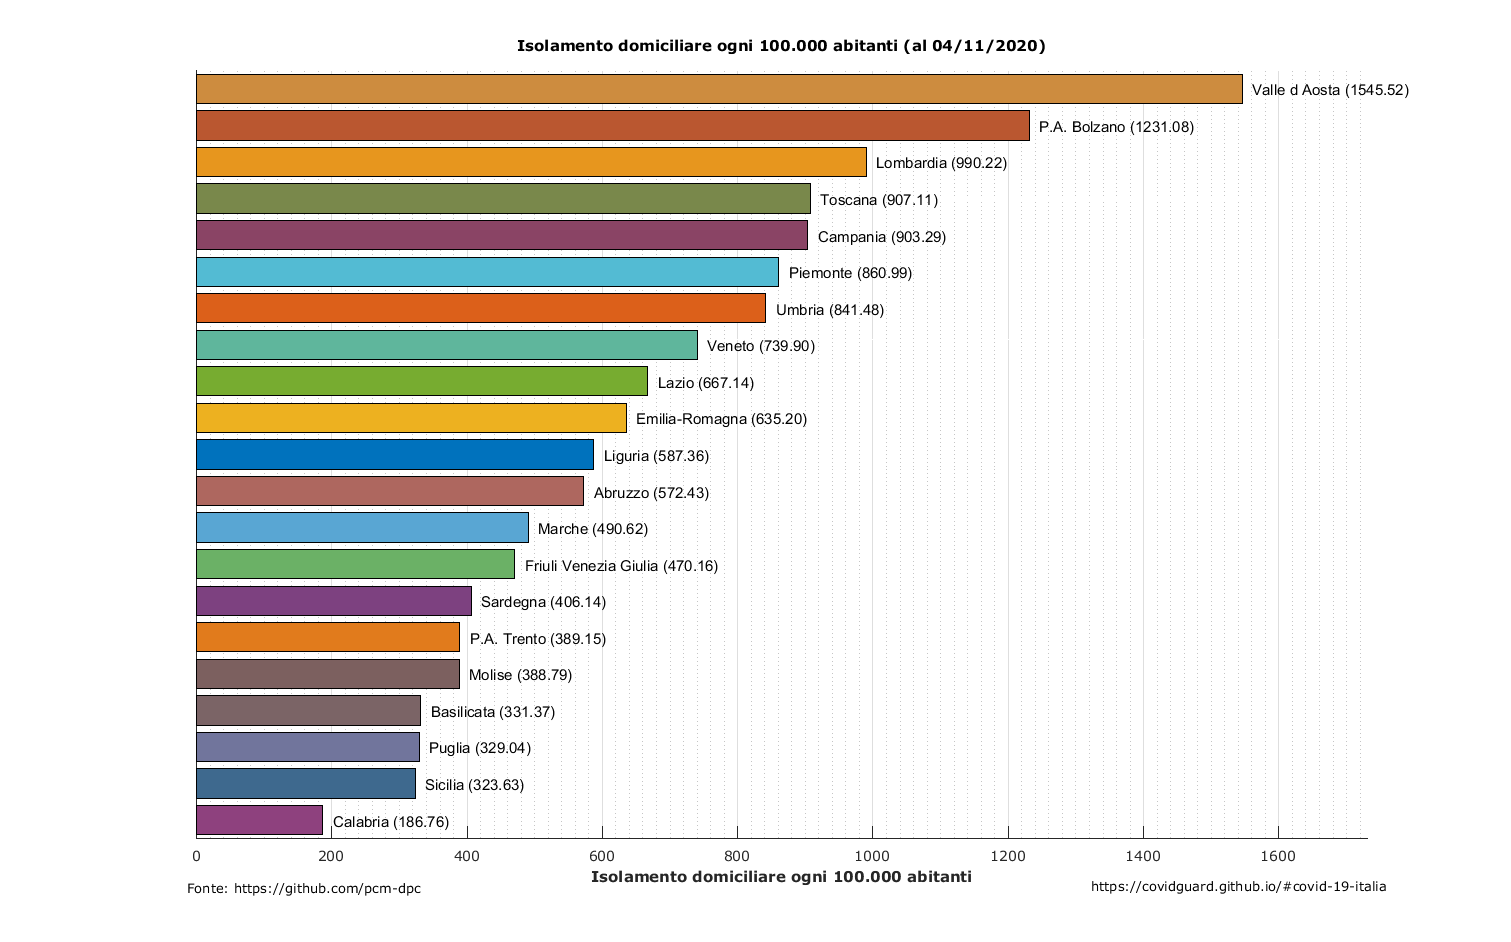 Isolamento domiciliare ogni 100.000 abitanti (al 04/11/2020)
Valle d Aosta (1545.52)
P.A. Bolzano (1231.08)
Lombardia (990.22)
Toscana (907.11)
Campania (903.29)
Piemonte (860.99)
Umbria (841.48)
Veneto (739.90)
Lazio (667.14)
Emilia-Romagna (635.20)
Liguria (587.36)
Abruzzo (572.43)
Marche (490.62)
Friuli Venezia Giulia (470.16)
Sardegna (406.14)
P.A. Trento (389.15)
Molise (388.79)
Basilicata (331.37)
Puglia (329.04)
Sicilia (323.63)
Calabria (186.76)
0 200 400 600 800 1000 1200 1400 1600
Isolamento domiciliare ogni 100.000 abitanti
Fonte: https://github.com/pcm-dpc
https://covidguard.github.io/#covid-19-italia